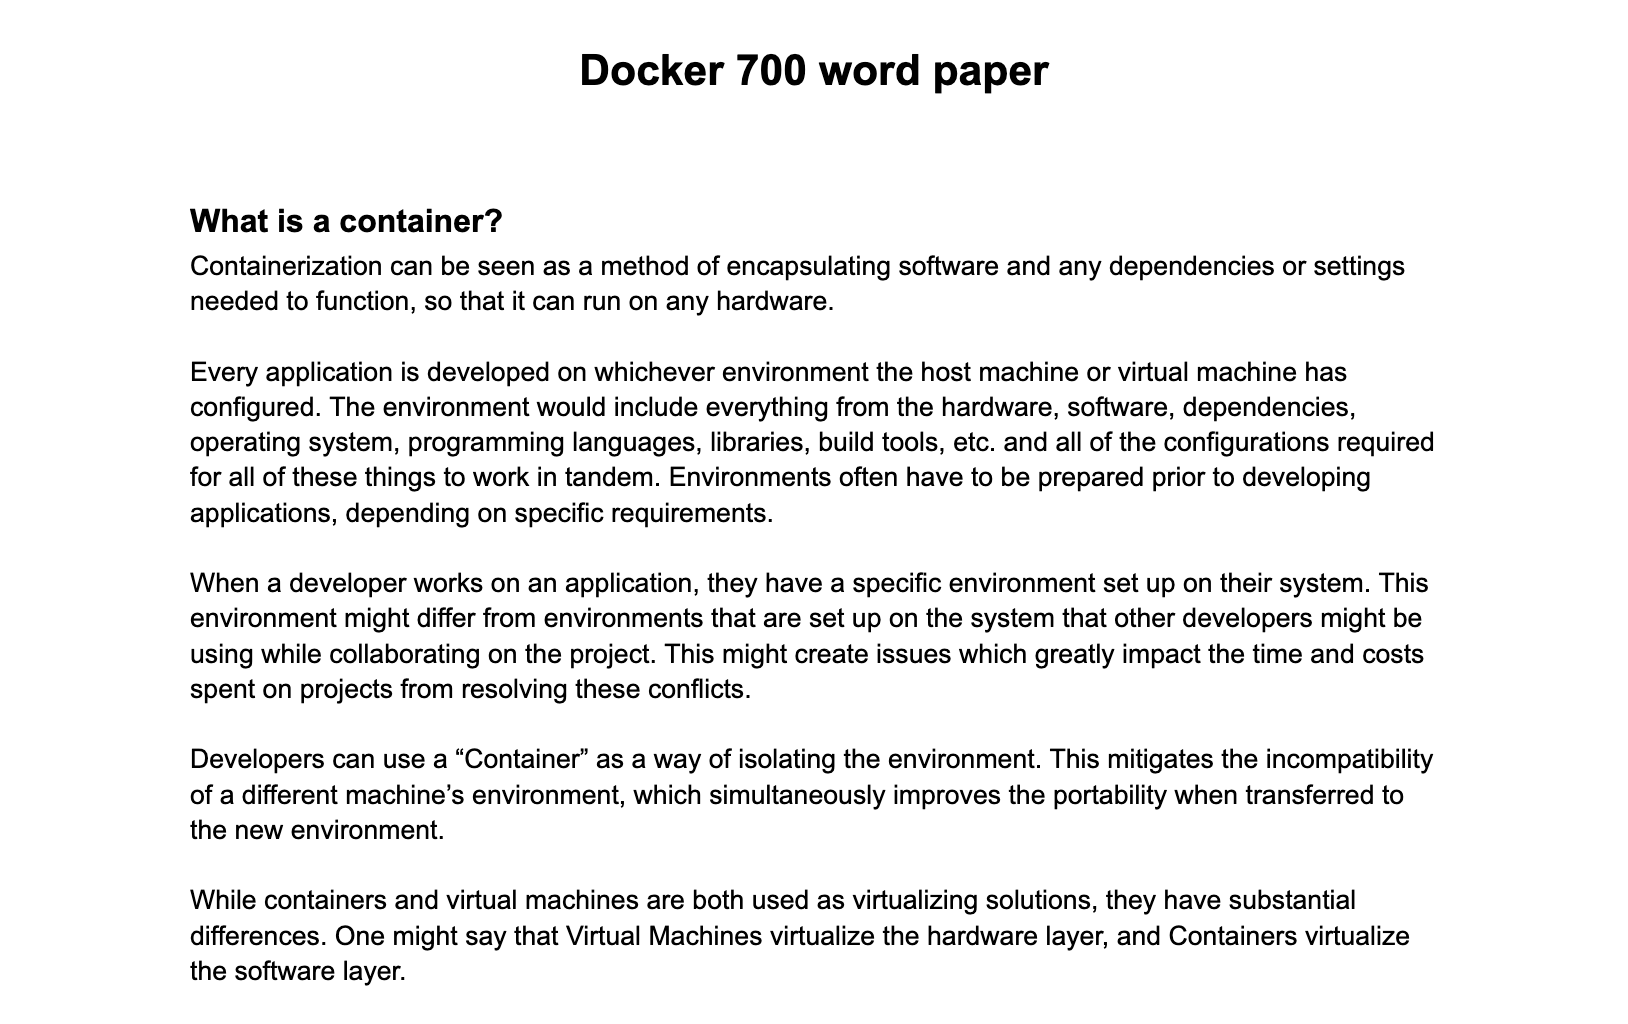 Docker 700 word paper
What is a container?
Containerization can be seen as a method of encapsulating software and any dependencies or settings
needed to function, so that it can run on any hardware.
Every application is developed on whichever environment the host machine or virtual machine has
configured. The environment would include everything from the hardware, software, dependencies,
operating system, programming languages, libraries, build tools, etc. and all of the configurations required
for all of these things to work in tandem. Environments often have to be prepared prior to developing
applications, depending on specific requirements.
When a developer works on an application, they have a specific environment set up on their system. This
environment might differ from environments that are set up on the system that other developers might be
using while collaborating on the project. This might create issues which greatly impact the time and costs
spent on projects from resolving these conflicts.
Developers can use a “Container” as a way of isolating the environment. This mitigates the incompatibility
of a different machine’s environment, which simultaneously improves the portability when transferred to
the new environment.
While containers and virtual machines are both used as virtualizing solutions, they have substantial
differences. One might say that Virtual Machines virtualize the hardware layer, and Containers virtualize
the software layer.